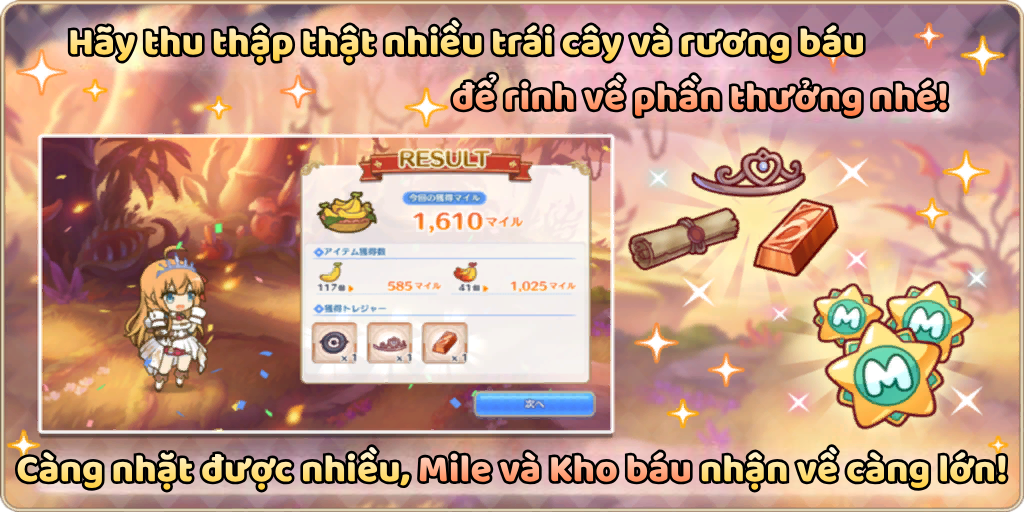 Hãy thu thập thật nhiều trái cây và rương báu
để rinh về phần thưởng nhé!
RESULT
今回の獲得マイル
1,610マイル
アイテム獲得数
117個 585マイル 41個 1,025マイル
獲得トレジャー
×1 ×1 ×1
次へ
M M M
Càng nhặt được nhiều, Mile và Kho báu nhận về càng lớn!